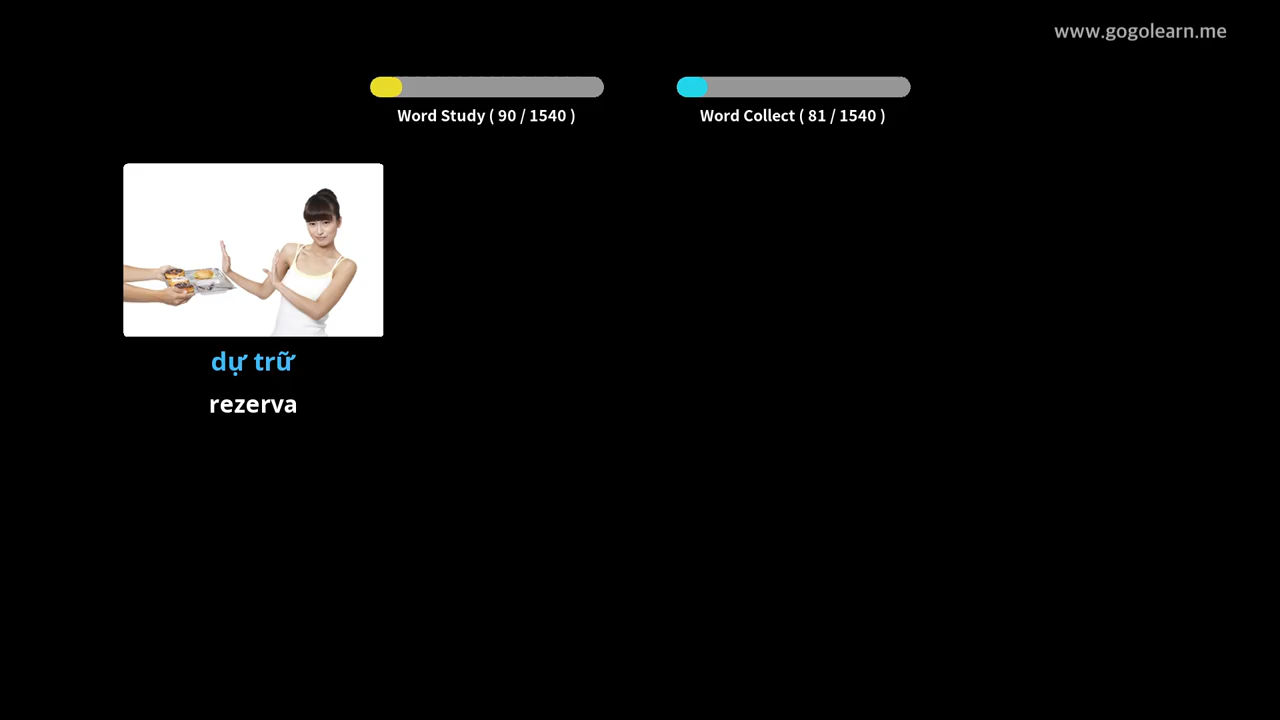 www.gogolearn.me
Word Study ( 90 / 1540 )
Word Collect ( 81 / 1540 )
dự trữ
rezerva